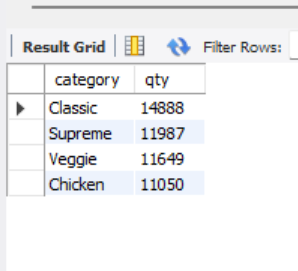 Result Grid Filter Rows:
category qty
Classic 14888
Supreme 11987
Veggie 11649
Chicken 11050